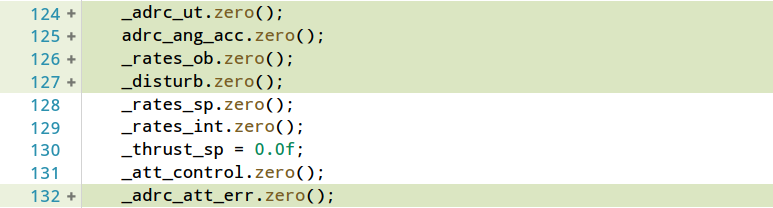 124 + _adrc_ut.zero();
125 + adrc_ang_acc.zero();
126 + _rates_ob.zero();
127 + _disturb.zero();
128 _rates_sp.zero();
129 _rates_int.zero();
130 _thrust_sp = 0.0f;
131 _att_control.zero();
132 + _adrc_att_err.zero();